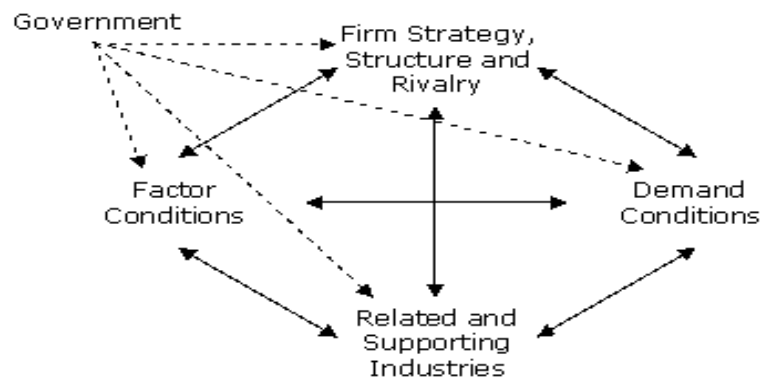 Government
Firm Strategy,
Structure and
Rivalry
Factor
Conditions
Demand
Conditions
Related and
Supporting
Industries